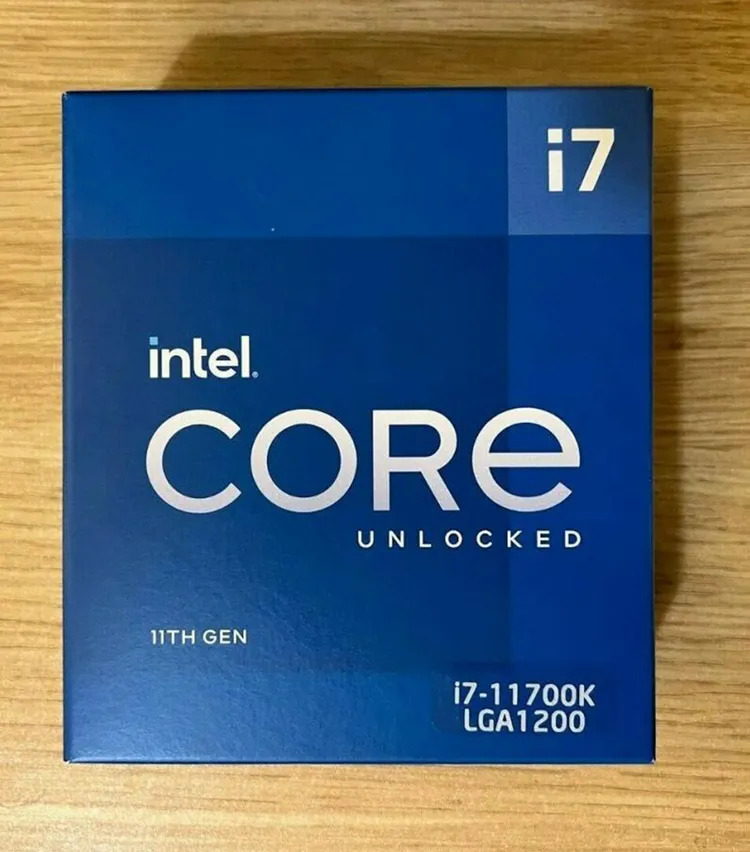 i7
intel.
CORe
UNLOCKED
11TH GEN
i7-11700K
LGA1200